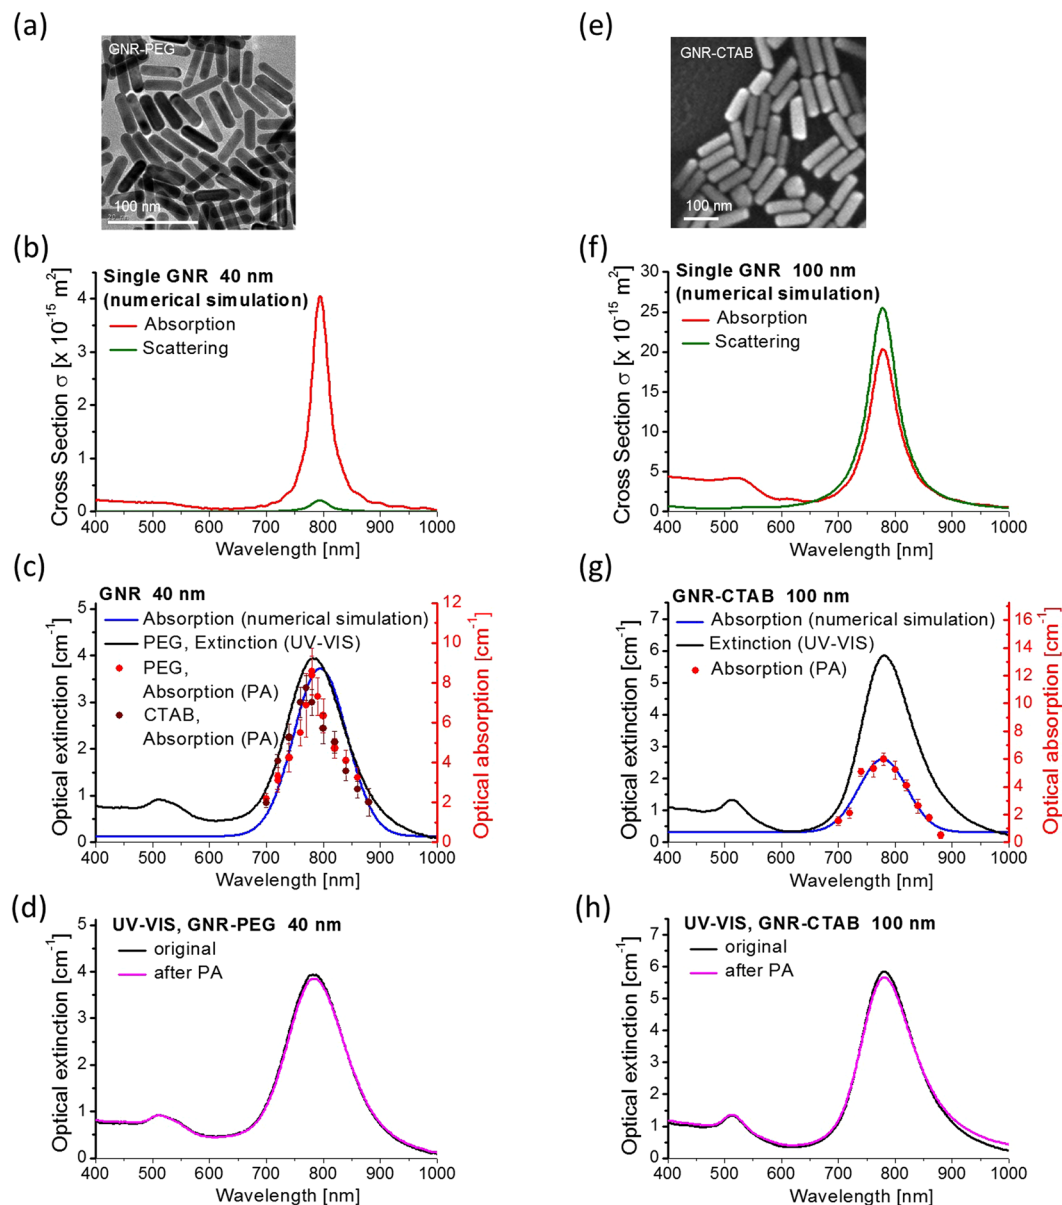 (a)
GNR-PEG
100 nm
(e)
GNR-CTAB
100 nm
(b)
Single GNR 40 nm
(numerical simulation)
Absorption
Scattering
Cross Section σ [x 10⁻¹⁵ m²]
4
3
2
1
0
400 500 600 700 800 900 1000
Wavelength [nm]
(f)
Single GNR 100 nm
(numerical simulation)
Absorption
Scattering
Cross Section σ [x 10⁻¹⁵ m²]
30
25
20
15
10
5
0
400 500 600 700 800 900 1000
Wavelength [nm]
(c)
GNR 40 nm
Absorption (numerical simulation)
PEG, Extinction (UV-VIS)
PEG,
Absorption (PA)
CTAB,
Absorption (PA)
Optical extinction [cm⁻¹]
5
4
3
2
1
0
Optical absorption [cm⁻¹]
12
10
8
6
4
2
0
400 500 600 700 800 900 1000
Wavelength [nm]
(g)
GNR-CTAB 100 nm
Absorption (numerical simulation)
Extinction (UV-VIS)
Absorption (PA)
Optical extinction [cm⁻¹]
7
6
5
4
3
2
1
0
Optical absorption [cm⁻¹]
16
14
12
10
8
6
4
2
0
400 500 600 700 800 900 1000
Wavelength [nm]
(d)
UV-VIS, GNR-PEG 40 nm
original
after PA
Optical extinction [cm⁻¹]
5
4
3
2
1
0
400 500 600 700 800 900 1000
Wavelength [nm]
(h)
UV-VIS, GNR-CTAB 100 nm
original
after PA
Optical extinction [cm⁻¹]
7
6
5
4
3
2
1
0
400 500 600 700 800 900 1000
Wavelength [nm]